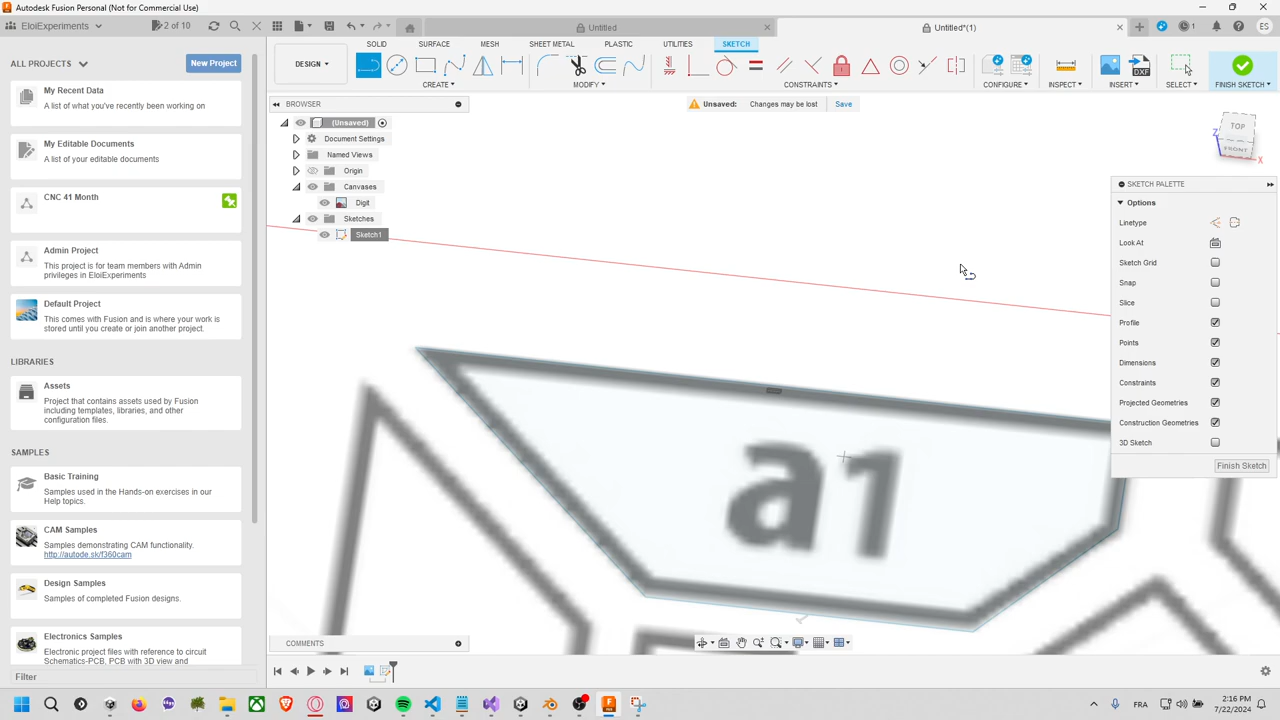 Autodesk Fusion Personal (Not for Commercial Use)
EloiExperiments
2 of 10
Untitled
Untitled*(1)
1
ES
ALL PROJECTS
New Project
My Recent Data
A list of what you've recently been working on
My Editable Documents
A list of your editable documents
CNC 41 Month
Admin Project
This project is for team members with Admin
privileges in EloiExperiments
Default Project
This comes with Fusion and is where your work is
stored until you create or join another project.
LIBRARIES
Assets
Project that contains assets used by Fusion
including templates, libraries, and other
configuration files.
SAMPLES
Basic Training
Samples used in the Hands-on exercises in our
Help topics.
CAM Samples
Samples demonstrating CAM functionality.
http://autode.sk/f360cam
Design Samples
Samples of completed Fusion designs.
Electronics Samples
Electronics project file with reference to circuit
Schematics-PCB, PCB with 3D view and
Filter
SOLID
SURFACE
MESH
SHEET METAL
PLASTIC
UTILITIES
SKETCH
DESIGN
CREATE
MODIFY
CONSTRAINTS
CONFIGURE
INSPECT
INSERT
DXF
SELECT
FINISH SKETCH
BROWSER
Unsaved: Changes may be lost Save
(Unsaved)
Document Settings
Named Views
Origin
Canvases
Digit
Sketches
Sketch1
TOP
FRONT
Z
X
SKETCH PALETTE
Options
Linetype
Look At
Sketch Grid
Snap
Slice
Profile
Points
Dimensions
Constraints
Projected Geometries
Construction Geometries
3D Sketch
Finish Sketch
a1
COMMENTS
FRA
2:16 PM
7/22/2024